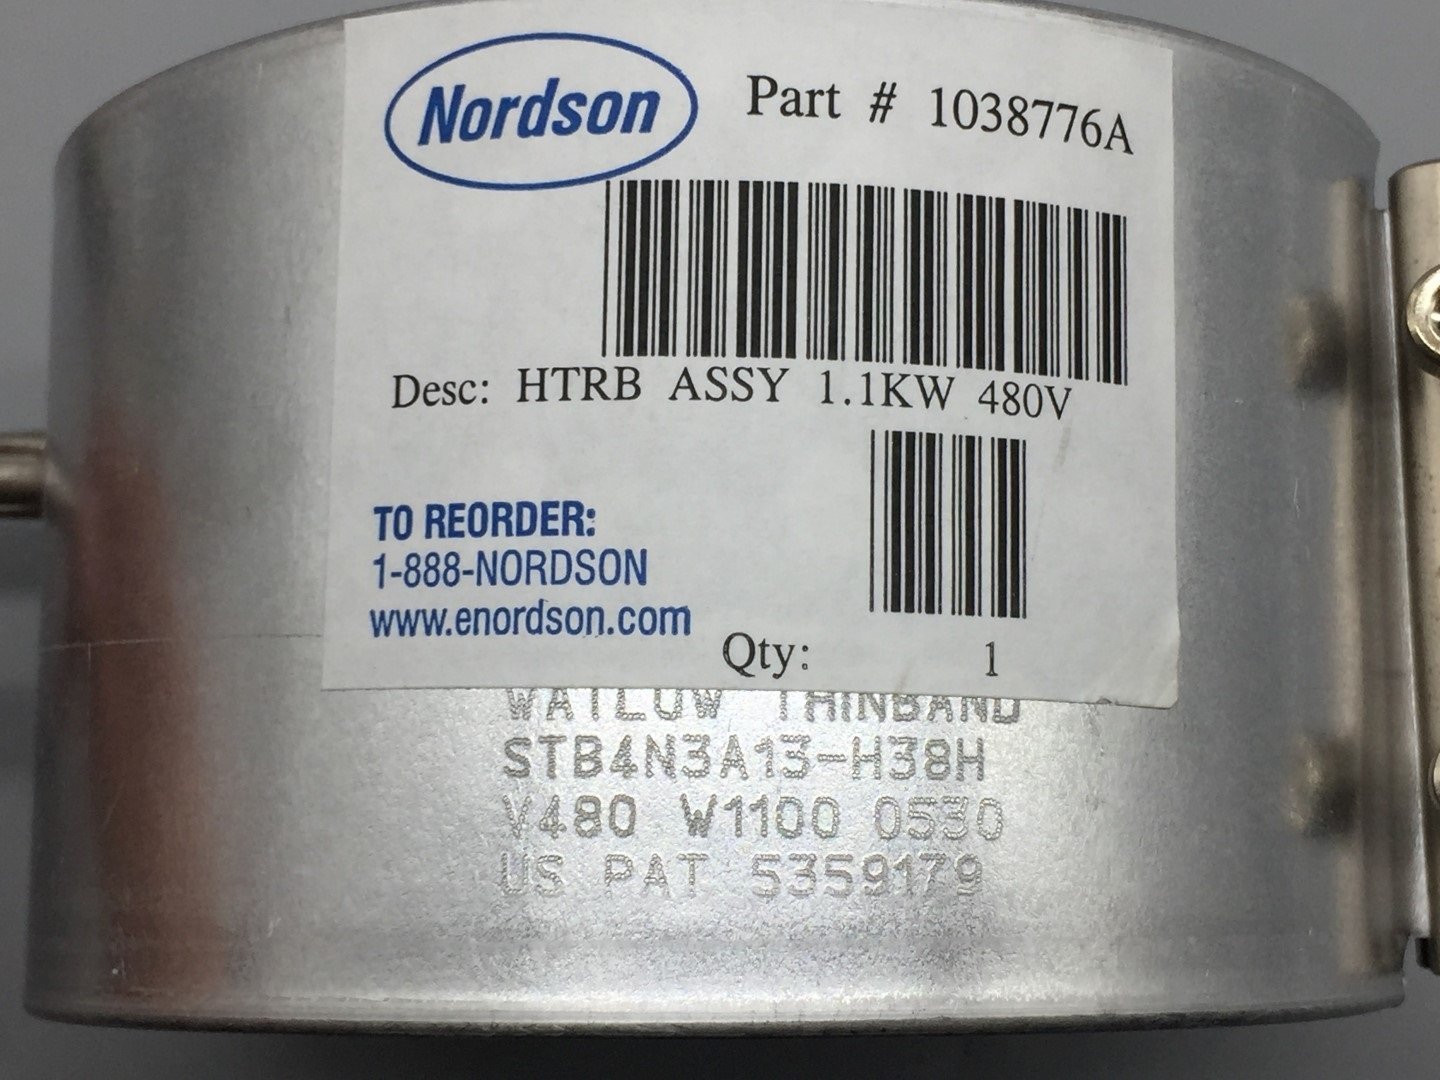 Nordson
Part # 1038776A
Desc: HTRB ASSY 1.1KW 480V
TO REORDER:
1-888-NORDSON
www.enordson.com
Qty: 1
WATLOW THINBAND
STB4N3A13-H38H
V480 W1100 0530
US PAT 5359179